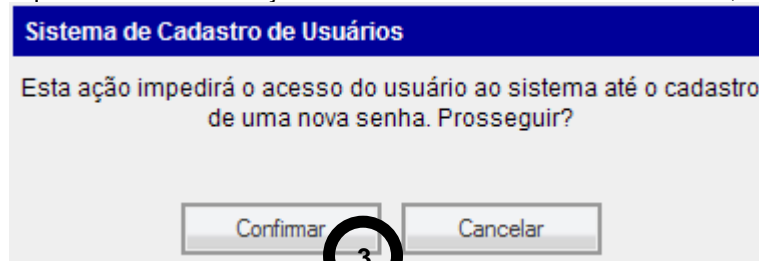 Sistema de Cadastro de Usuários
Esta ação impedirá o acesso do usuário ao sistema até o cadastro
de uma nova senha. Prosseguir?
Confirmar
3
Cancelar